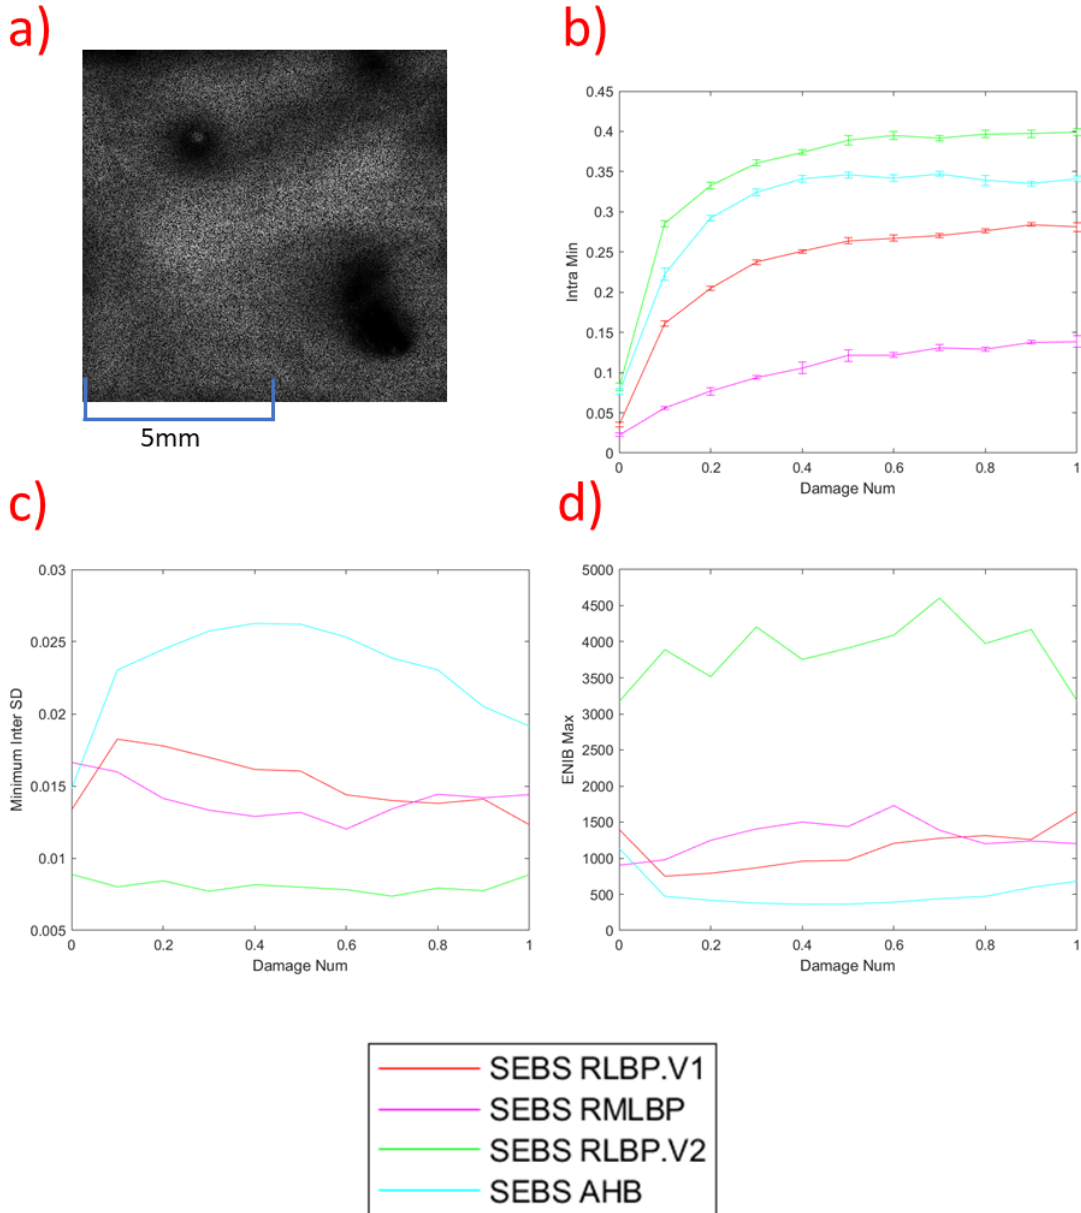 a)
5mm
b)
0.45
0.4
0.35
0.3
0.25
0.2
0.15
0.1
0.05
0
Intra Min
0 0.2 0.4 0.6 0.8 1
Damage Num
c)
0.03
0.025
0.02
0.015
0.01
0.005
Minimum Inter SD
0 0.2 0.4 0.6 0.8 1
Damage Num
d)
5000
4500
4000
3500
3000
2500
2000
1500
1000
500
0
ENIB Max
0 0.2 0.4 0.6 0.8 1
Damage Num
SEBS RLBP.V1
SEBS RMLBP
SEBS RLBP.V2
SEBS AHB